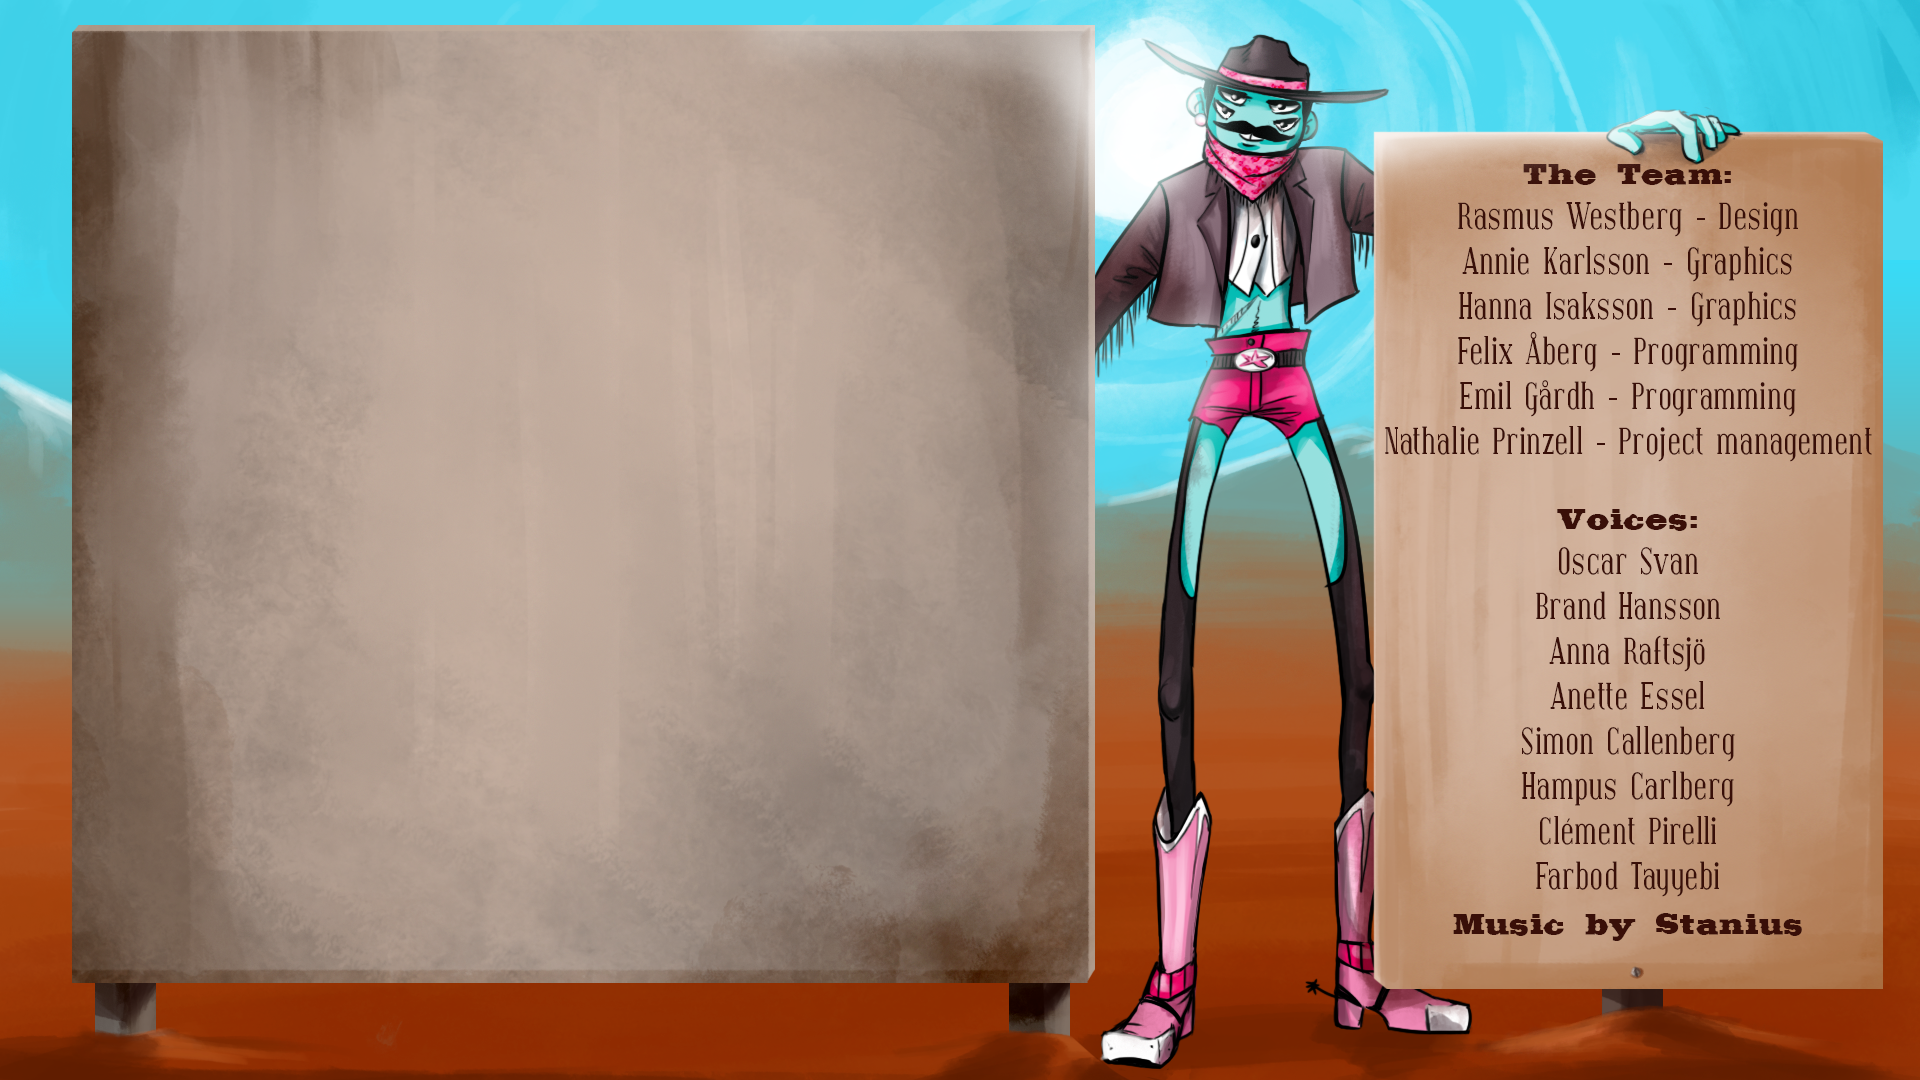 The Team:
Rasmus Westberg - Design
Annie Karlsson - Graphics
Hanna Isaksson - Graphics
Felix Åberg - Programming
Emil Gårdh - Programming
Nathalie Prinzell - Project management
Voices:
Oscar Svan
Brand Hansson
Anna Raftsjö
Anette Essel
Simon Callenberg
Hampus Carlberg
Clément Pirelli
Farbod Tayyebi
Music by Stanius